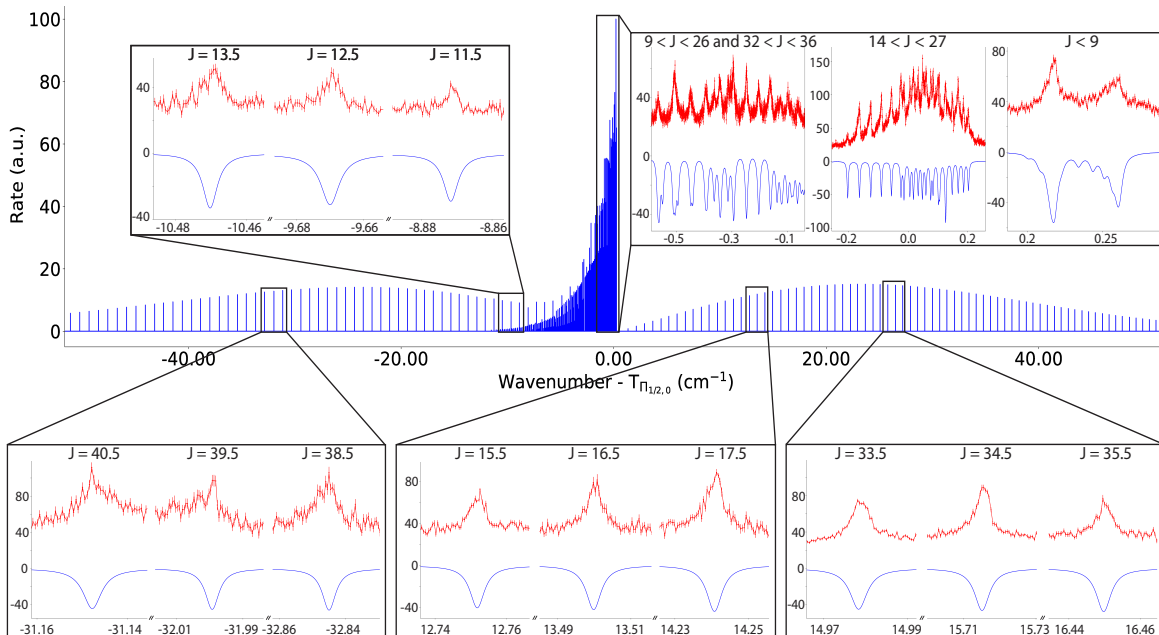 100
80
60
40
20
0
Rate (a.u.)
-40.00 -20.00 0.00 20.00 40.00
Wavenumber - TΠ1/2, 0 (cm−1)
J = 13.5 J = 12.5 J = 11.5
40
0
-40
-10.48 -10.46 -9.68 -9.66 -8.88 -8.86
9 < J < 26 and 32 < J < 36 14 < J < 27 J < 9
40
0
-40
-0.5 -0.3 -0.1
150
100
50
0
-50
-100
-0.2 0.0 0.2
80
40
0
-40
0.2 0.25
J = 40.5 J = 39.5 J = 38.5
80
40
0
-40
-31.16 -31.14 -32.01 -31.99 -32.86 -32.84
J = 15.5 J = 16.5 J = 17.5
80
40
0
-40
12.74 12.76 13.49 13.51 14.23 14.25
J = 33.5 J = 34.5 J = 35.5
80
40
0
-40
14.97 14.99 15.71 15.73 16.44 16.46